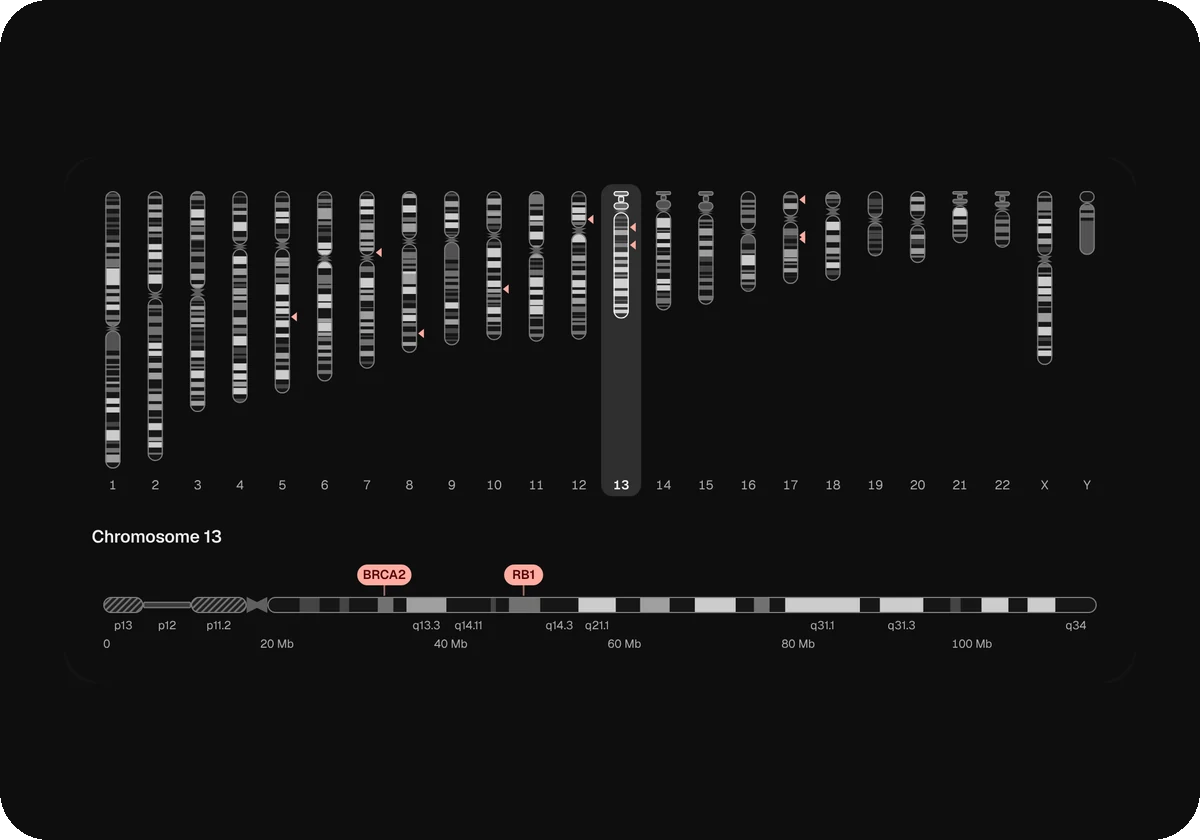 1 2 3 4 5 6 7 8 9 10 11 12 13 14 15 16 17 18 19 20 21 22 X Y
Chromosome 13
BRCA2 RB1
p13 p12 p11.2 q13.3 q14.11 q14.3 q21.1 q31.1 q31.3 q34
0 20 Mb 40 Mb 60 Mb 80 Mb 100 Mb